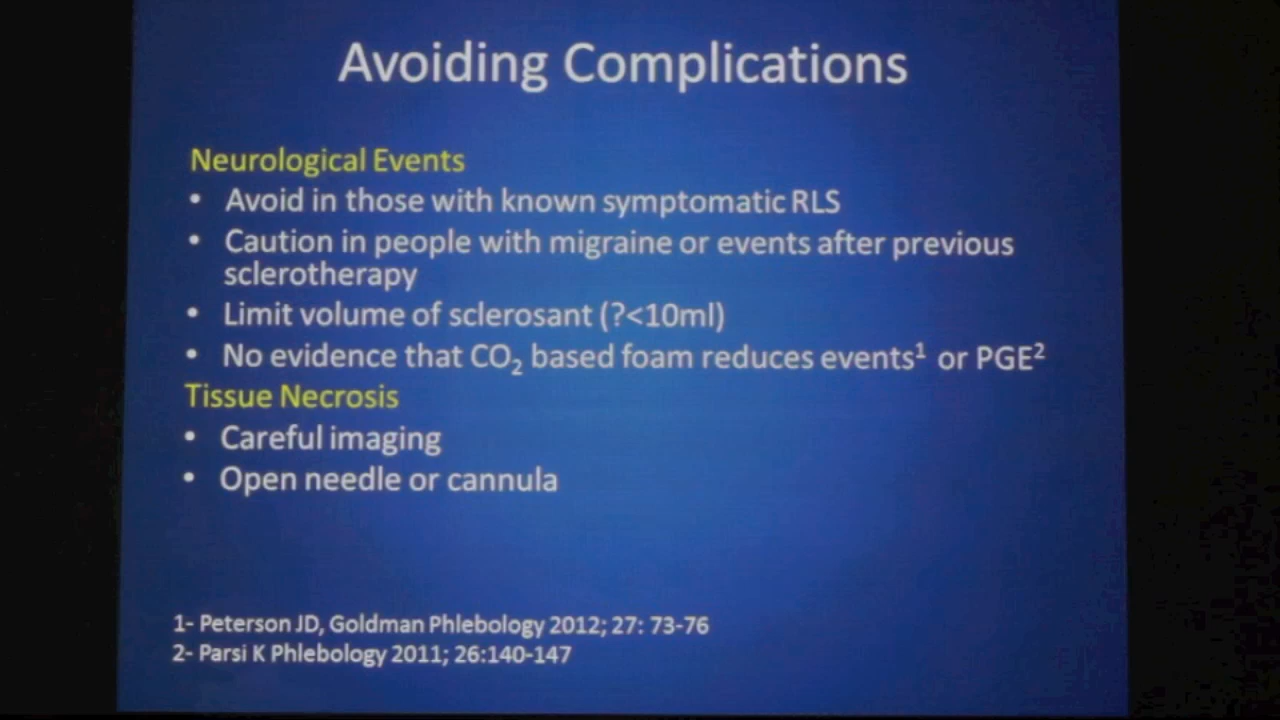 Avoiding Complications
Neurological Events
• Avoid in those with known symptomatic RLS
• Caution in people with migraine or events after previous
sclerotherapy
• Limit volume of sclerosant (?<10ml)
• No evidence that CO₂ based foam reduces events¹ or PGE²
Tissue Necrosis
• Careful imaging
• Open needle or cannula
1- Peterson JD, Goldman Phlebology 2012; 27: 73-76
2- Parsi K Phlebology 2011; 26:140-147